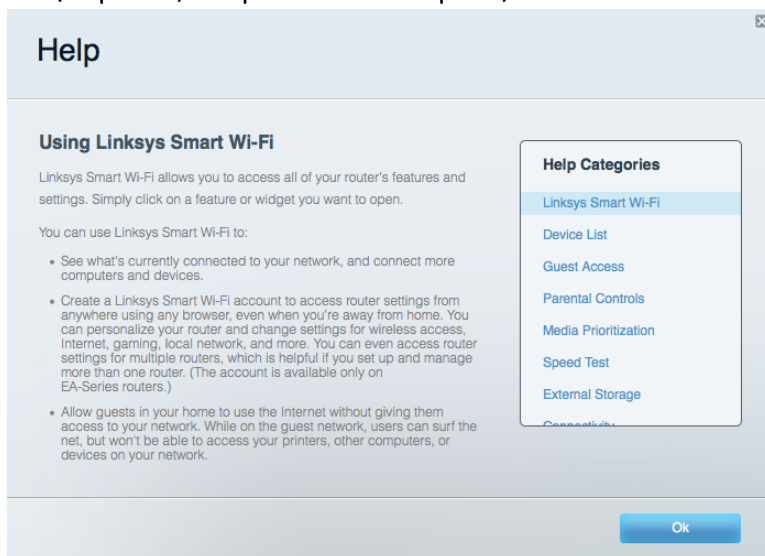 Help
Using Linksys Smart Wi-Fi
Linksys Smart Wi-Fi allows you to access all of your router's features and
settings. Simply click on a feature or widget you want to open.
You can use Linksys Smart Wi-Fi to:
• See what's currently connected to your network, and connect more
computers and devices.
• Create a Linksys Smart Wi-Fi account to access router settings from
anywhere using any browser, even when you're away from home. You
can personalize your router and change settings for wireless access,
Internet, gaming, local network, and more. You can even access router
settings for multiple routers, which is helpful if you set up and manage
more than one router. (The account is available only on
EA-Series routers.)
• Allow guests in your home to use the Internet without giving them
access to your network. While on the guest network, users can surf the
net, but won't be able to access your printers, other computers, or
devices on your network.
Help Categories
Linksys Smart Wi-Fi
Device List
Guest Access
Parental Controls
Media Prioritization
Speed Test
External Storage
Connectivity
Ok